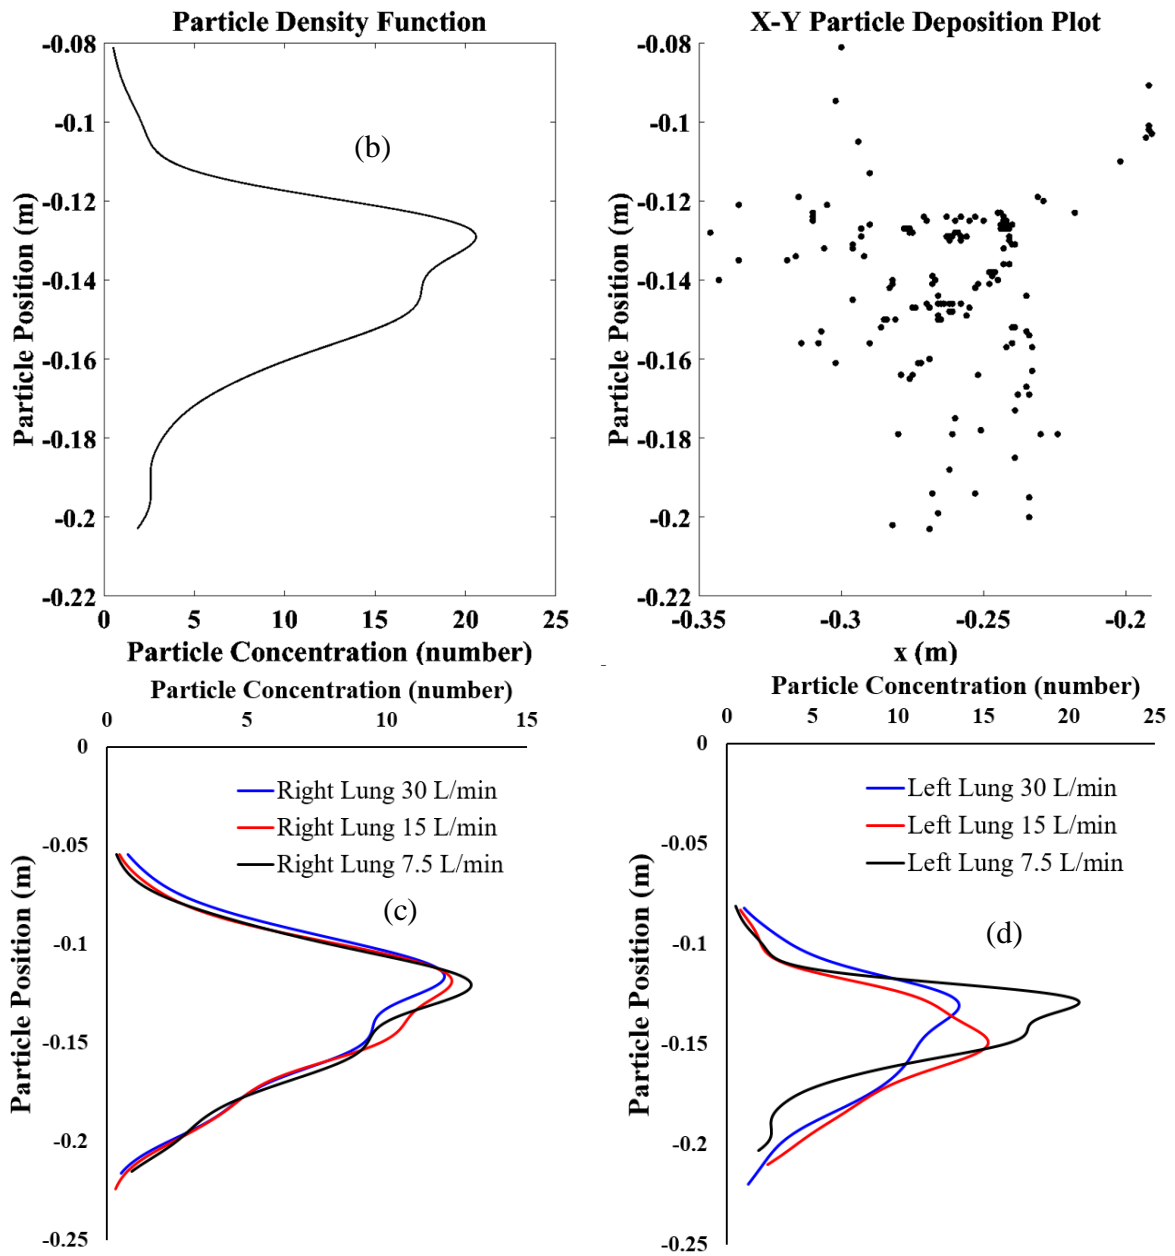 Particle Density Function
-0.08
-0.1
-0.12
-0.14
-0.16
-0.18
-0.2
-0.22
0 5 10 15 20 25
Particle Position (m)
Particle Concentration (number)
(b)
X-Y Particle Deposition Plot
-0.08
-0.1
-0.12
-0.14
-0.16
-0.18
-0.2
-0.22
-0.35 -0.3 -0.25 -0.2
Particle Position (m)
x (m)
Particle Concentration (number)
0 5 10 15
0
-0.05
-0.1
-0.15
-0.2
-0.25
Particle Position (m)
Right Lung 30 L/min
Right Lung 15 L/min
Right Lung 7.5 L/min
(c)
Particle Concentration (number)
0 5 10 15 20 25
0
-0.05
-0.1
-0.15
-0.2
-0.25
Particle Position (m)
Left Lung 30 L/min
Left Lung 15 L/min
Left Lung 7.5 L/min
(d)